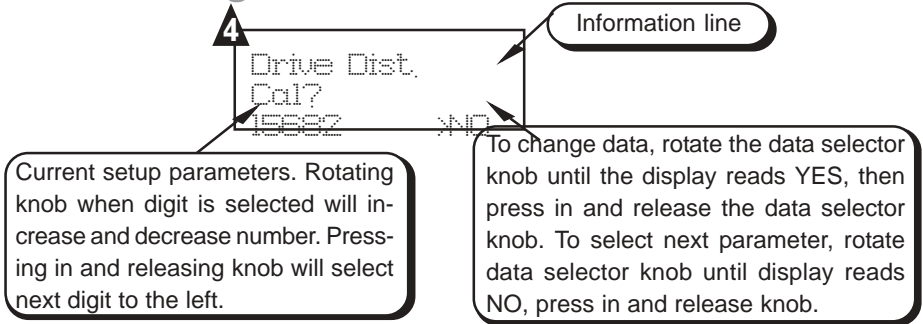 Information line
4
Drive Dist.
Cal?
15682 >NO
Current setup parameters. Rotating
knob when digit is selected will in-
crease and decrease number. Press-
ing in and releasing knob will select
next digit to the left.
To change data, rotate the data selector
knob until the display reads YES, then
press in and release the data selector
knob. To select next parameter, rotate
data selector knob until display reads
NO, press in and release knob.